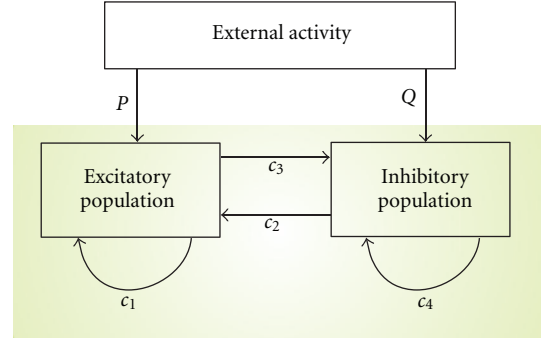 External activity
P
Q
Excitatory
population
c3
Inhibitory
population
c2
c1
c4